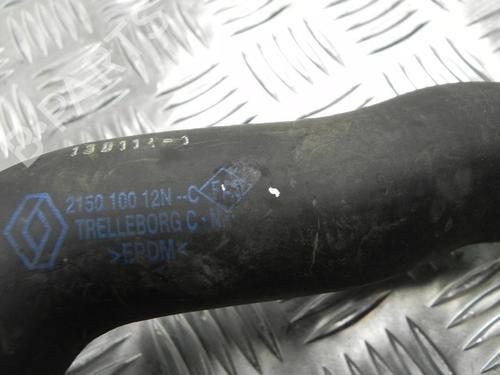 2150 100 12N--C
TRELLEBORG C-
>EPDM<